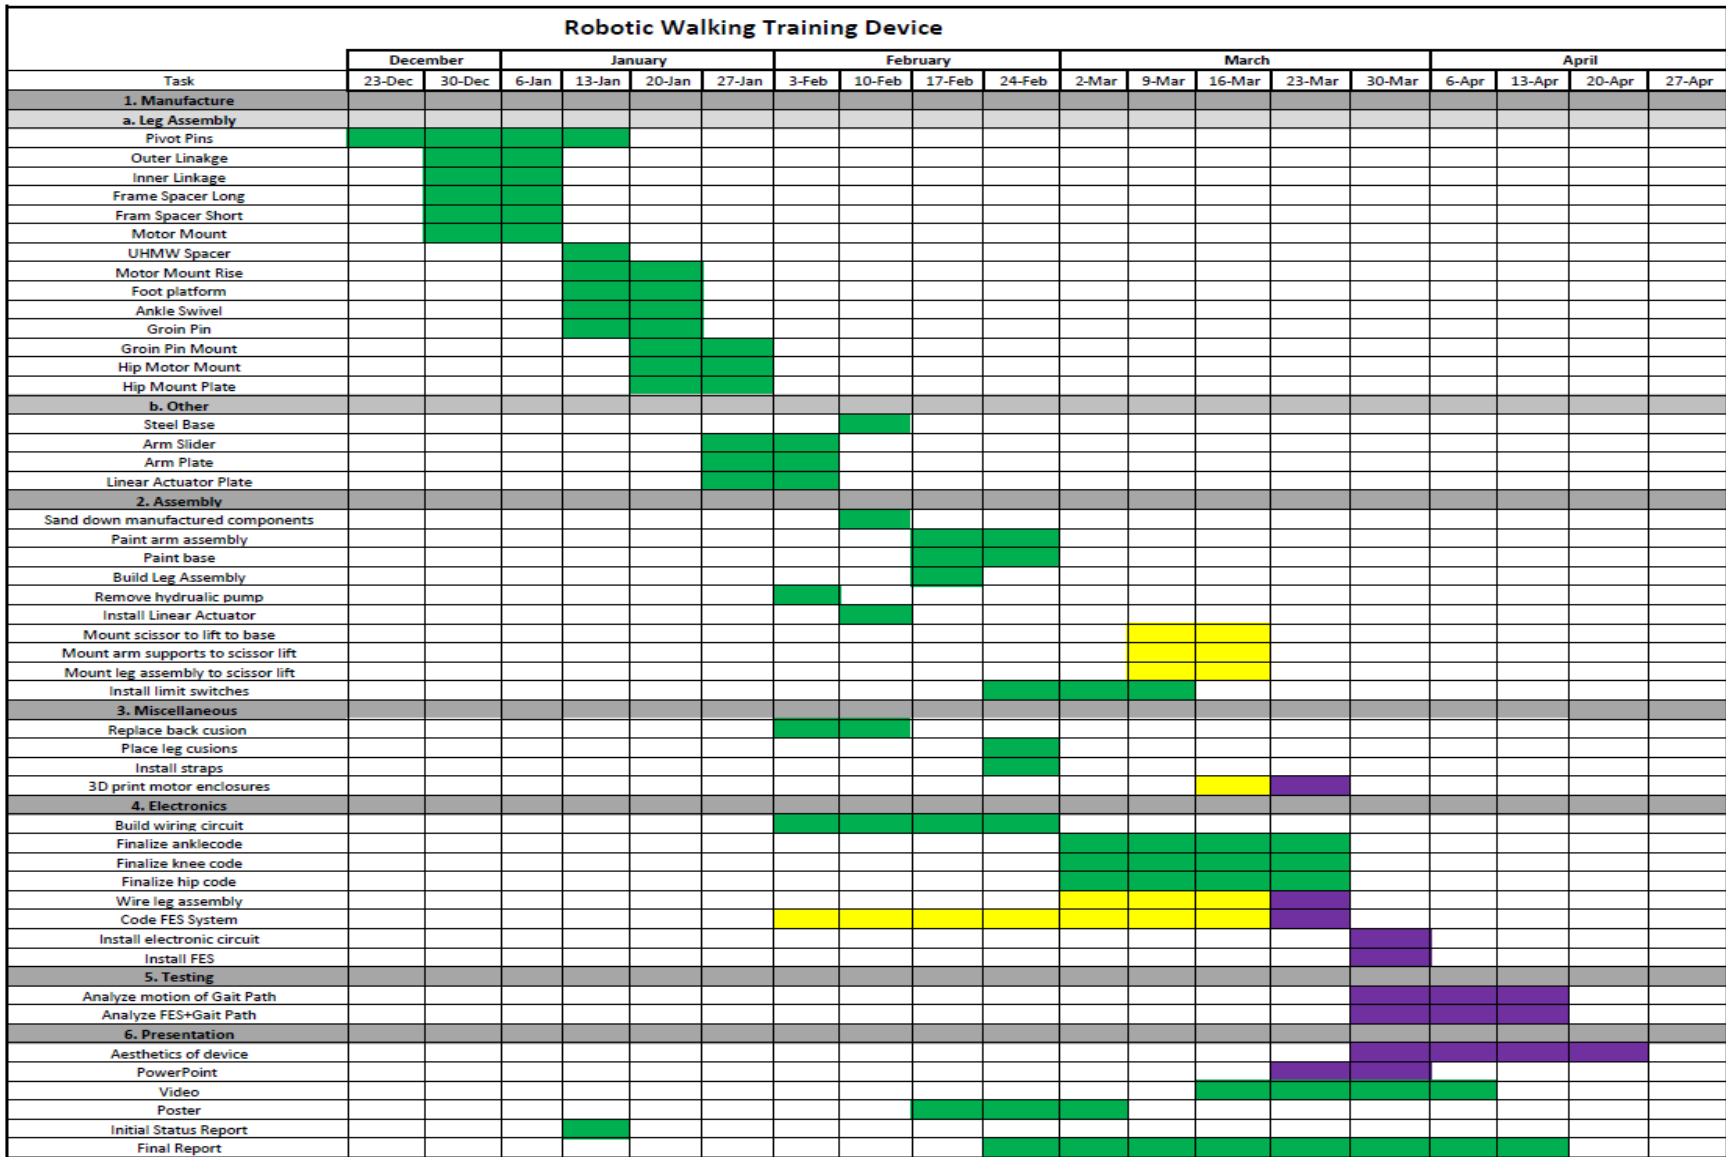 Robotic Walking Training Device
December January February March April
Task 23-Dec 30-Dec 6-Jan 13-Jan 20-Jan 27-Jan 3-Feb 10-Feb 17-Feb 24-Feb 2-Mar 9-Mar 16-Mar 23-Mar 30-Mar 6-Apr 13-Apr 20-Apr 27-Apr
1. Manufacture
a. Leg Assembly
Pivot Pins
Outer Linakge
Inner Linkage
Frame Spacer Long
Fram Spacer Short
Motor Mount
UHMW Spacer
Motor Mount Rise
Foot platform
Ankle Swivel
Groin Pin
Groin Pin Mount
Hip Motor Mount
Hip Mount Plate
b. Other
Steel Base
Arm Slider
Arm Plate
Linear Actuator Plate
2. Assembly
Sand down manufactured components
Paint arm assembly
Paint base
Build Leg Assembly
Remove hydrualic pump
Install Linear Actuator
Mount scissor to lift to base
Mount arm supports to scissor lift
Mount leg assembly to scissor lift
Install limit switches
3. Miscellaneous
Replace back cusion
Place leg cusions
Install straps
3D print motor enclosures
4. Electronics
Build wiring circuit
Finalize anklecode
Finalize knee code
Finalize hip code
Wire leg assembly
Code FES System
Install electronic circuit
Install FES
5. Testing
Analyze motion of Gait Path
Analyze FES+Gait Path
6. Presentation
Aesthetics of device
PowerPoint
Video
Poster
Initial Status Report
Final Report